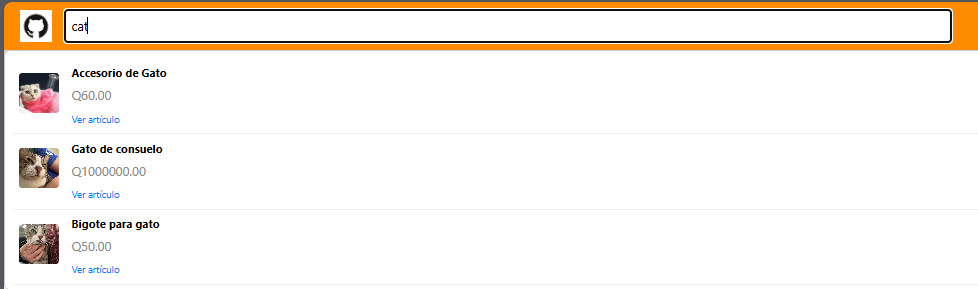 cat
Accesorio de Gato
Q60.00
Ver artículo
Gato de consuelo
Q1000000.00
Ver artículo
Bigote para gato
Q50.00
Ver artículo